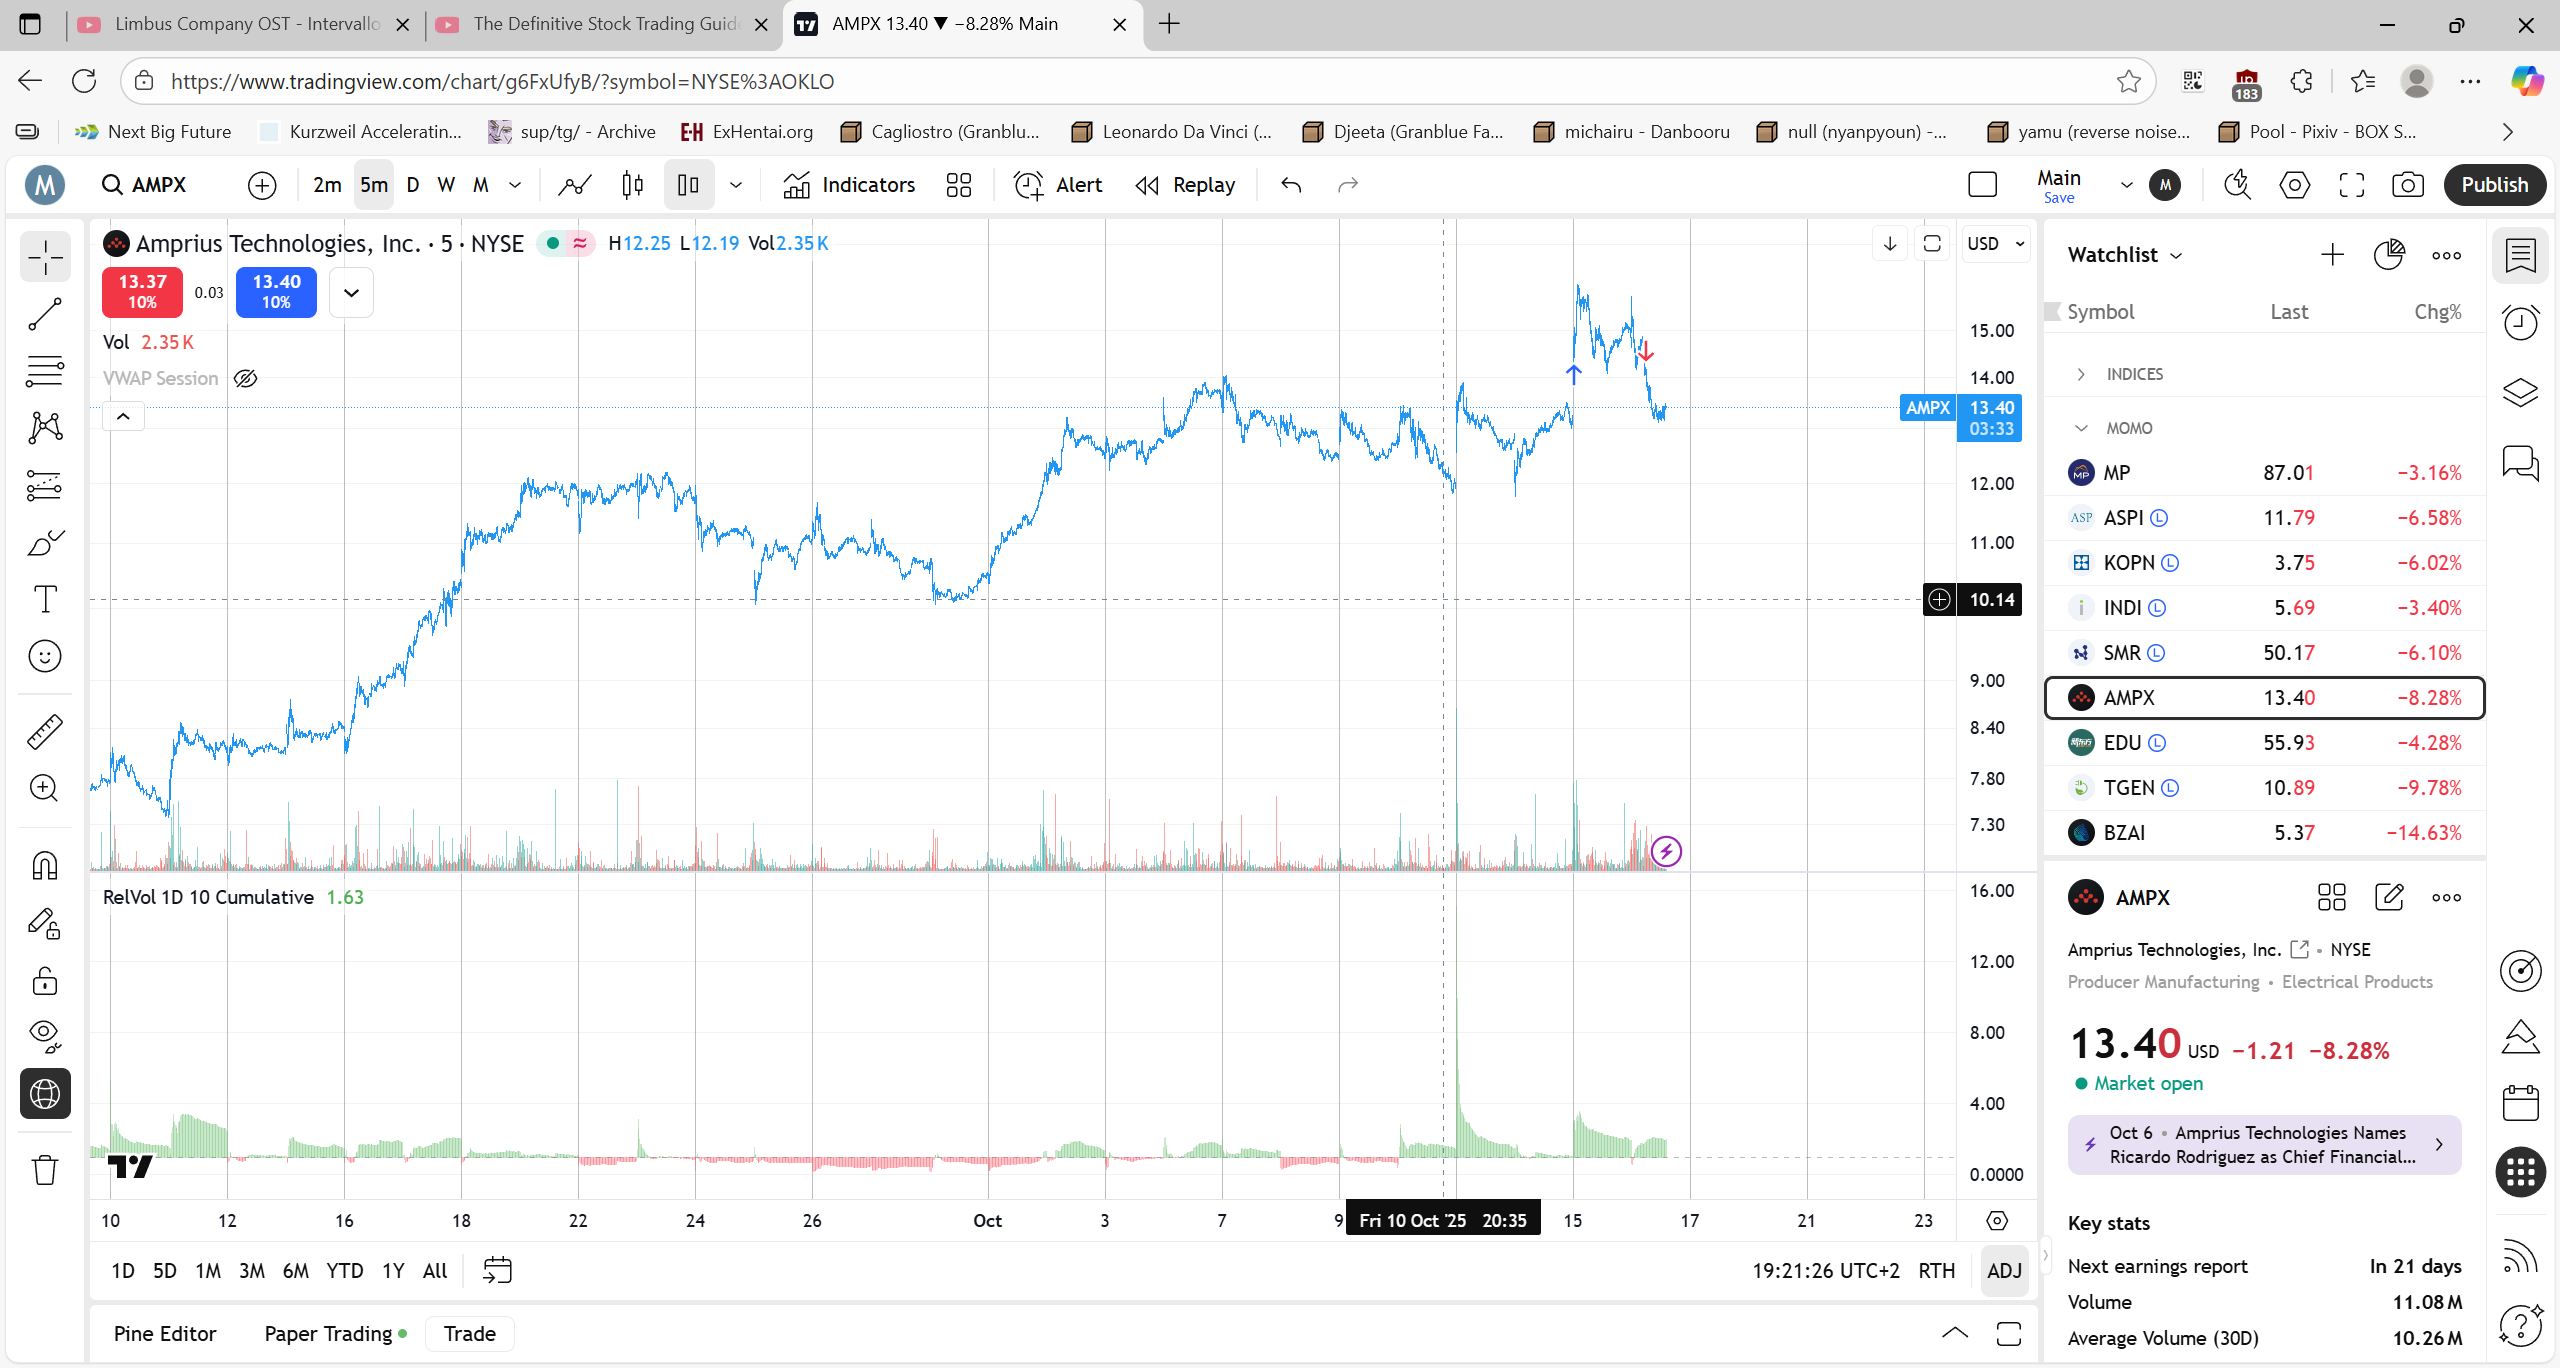 Limbus Company OST - Intervallo
The Definitive Stock Trading Guid
AMPX 13.40 ▼ −8.28% Main
https://www.tradingview.com/chart/g6FxUfyB/?symbol=NYSE%3AOKLO
183
Next Big Future
Kurzweil Acceleratin...
sup/tg/ - Archive
ExHentai.org
Cagliostro (Granblu...
Leonardo Da Vinci (...
Djeeta (Granblue Fa...
michairu - Danbooru
null (nyanpyoun) -...
yamu (reverse noise...
Pool - Pixiv - BOX S...
M
AMPX
2m 5m D W M
Indicators
Alert
Replay
Main
Save
M
Publish
Amprius Technologies, Inc. · 5 · NYSE
H12.25 L12.19 Vol2.35 K
USD
13.37
10%
0.03
13.40
10%
Vol 2.35 K
VWAP Session
15.00
14.00
AMPX 13.40
03:33
12.00
11.00
10.14
9.00
8.40
7.80
7.30
RelVol 1D 10 Cumulative 1.63
16.00
12.00
8.00
4.00
0.0000
10 12 16 18 22 24 26 Oct 3 7 9 Fri 10 Oct '25 20:35 15 17 21 23
1D 5D 1M 3M 6M YTD 1Y All
19:21:26 UTC+2 RTH ADJ
Pine Editor Paper Trading Trade
Watchlist
Symbol Last Chg%
INDICES
MOMO
MP 87.01 −3.16%
ASPI L 11.79 −6.58%
KOPN L 3.75 −6.02%
INDI L 5.69 −3.40%
SMR L 50.17 −6.10%
AMPX 13.40 −8.28%
EDU L 55.93 −4.28%
TGEN L 10.89 −9.78%
BZAI 5.37 −14.63%
AMPX
Amprius Technologies, Inc. • NYSE
Producer Manufacturing • Electrical Products
13.40 USD −1.21 −8.28%
Market open
Oct 6 • Amprius Technologies Names
Ricardo Rodriguez as Chief Financial...
Key stats
Next earnings report In 21 days
Volume 11.08 M
Average Volume (30D) 10.26 M